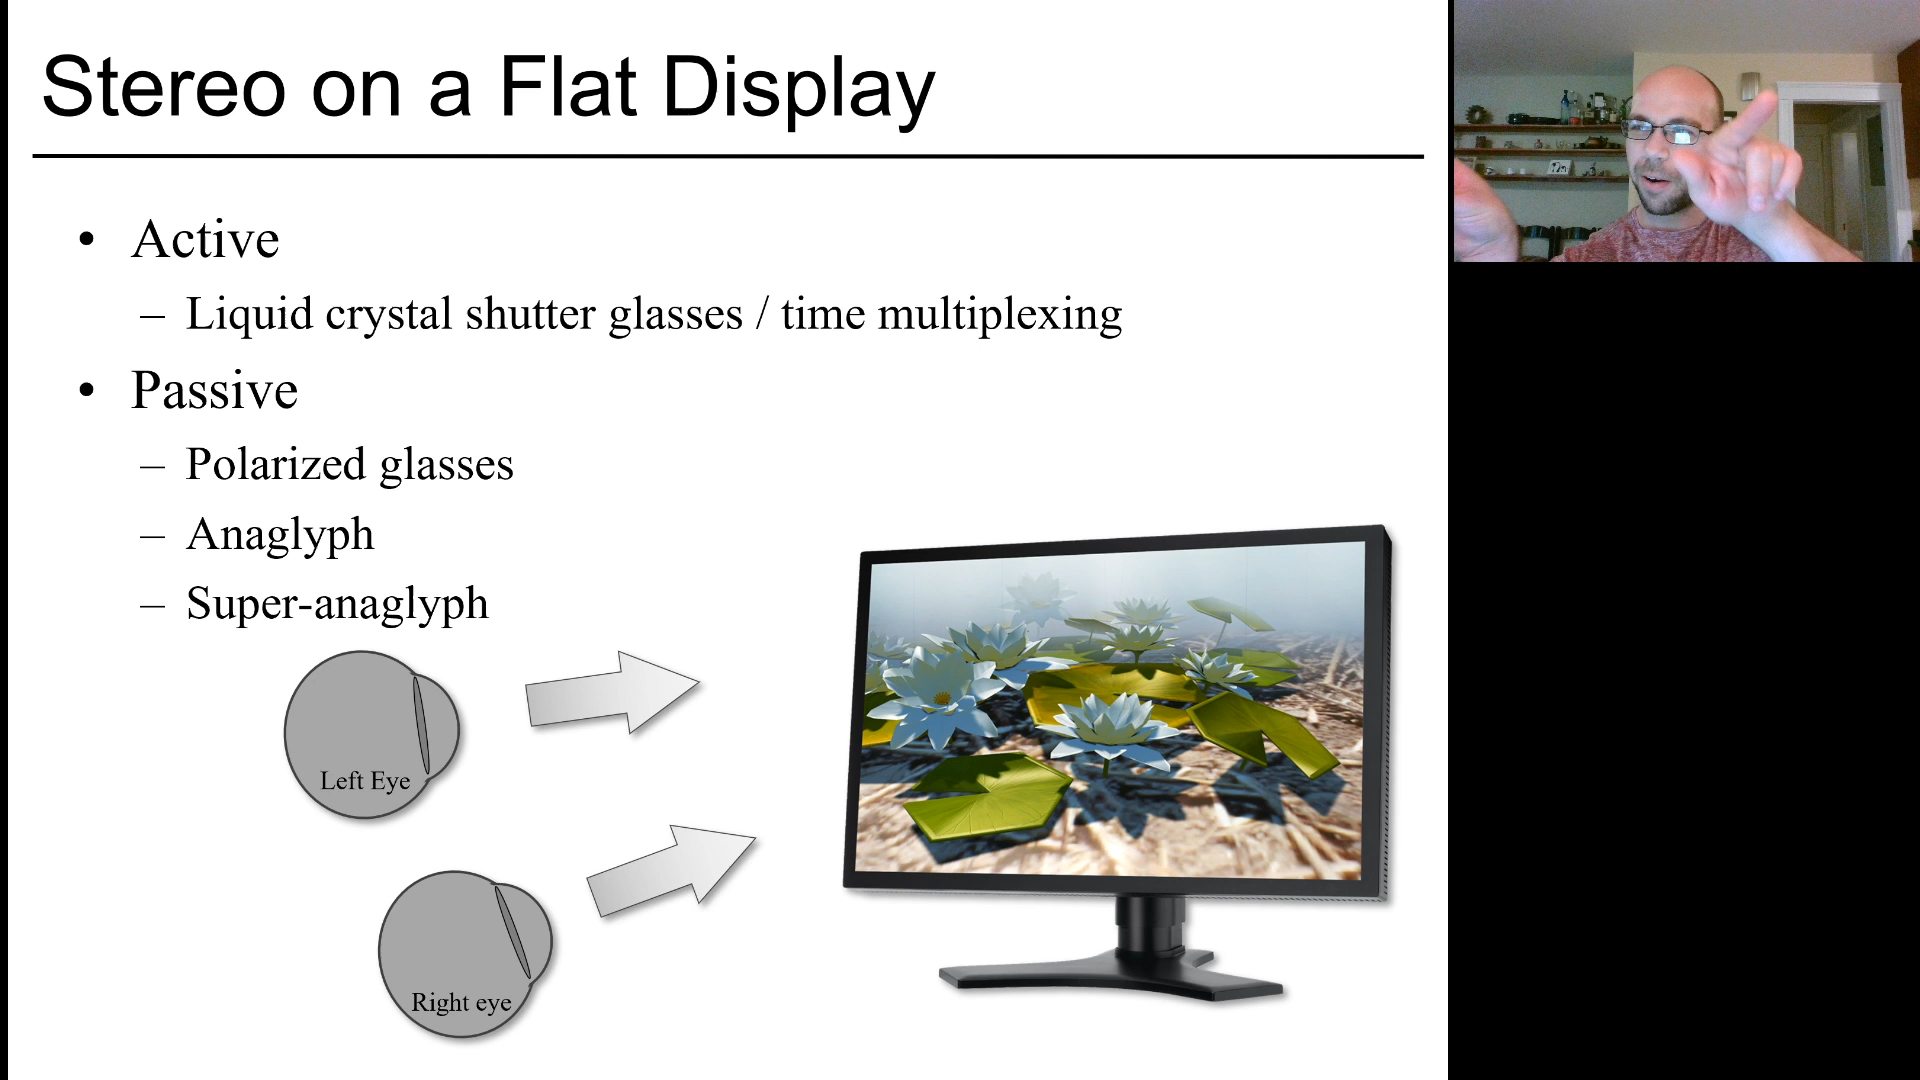 Stereo on a Flat Display
• Active
– Liquid crystal shutter glasses / time multiplexing
• Passive
– Polarized glasses
– Anaglyph
– Super-anaglyph
Left Eye
Right eye